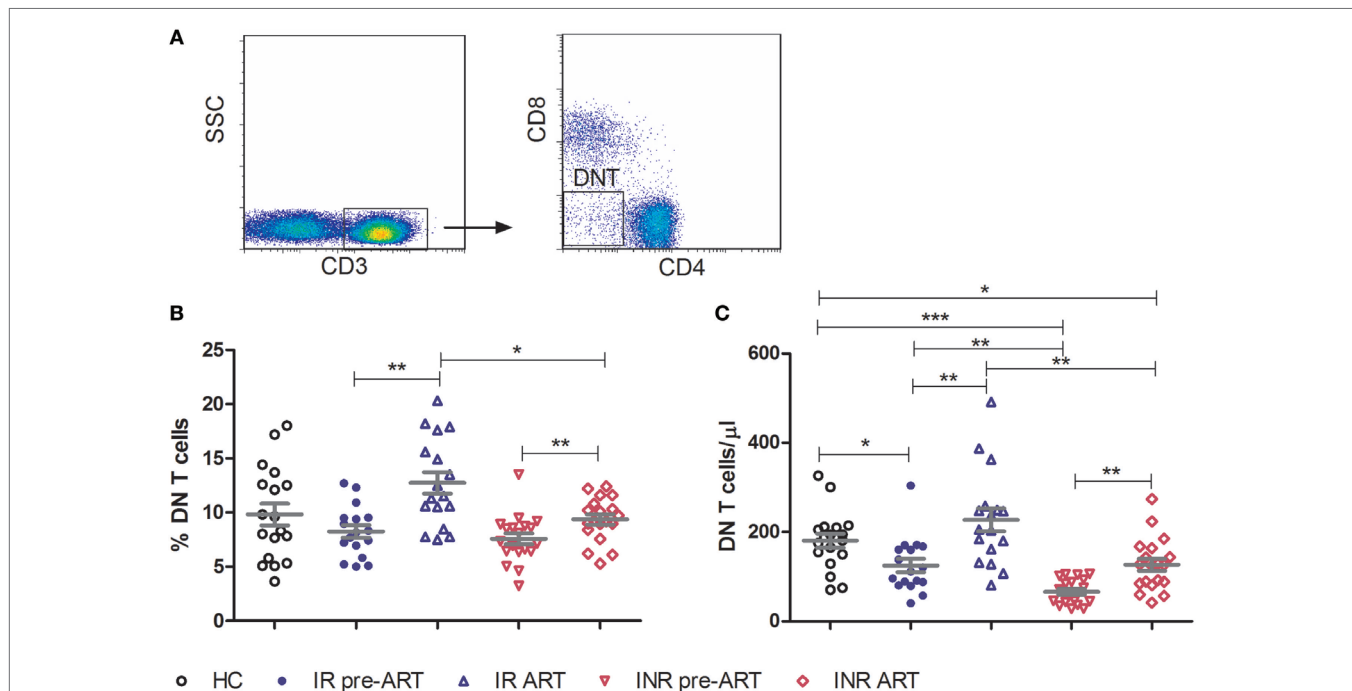 A
SSC
CD3
CD8
DNT
CD4
B
% DN T cells
25
20
15
10
5
0
**
*
**
C
DN T cells/µl
600
400
200
0
*
***
**
**
**
*
**
HC IR pre-ART IR ART INR pre-ART INR ART